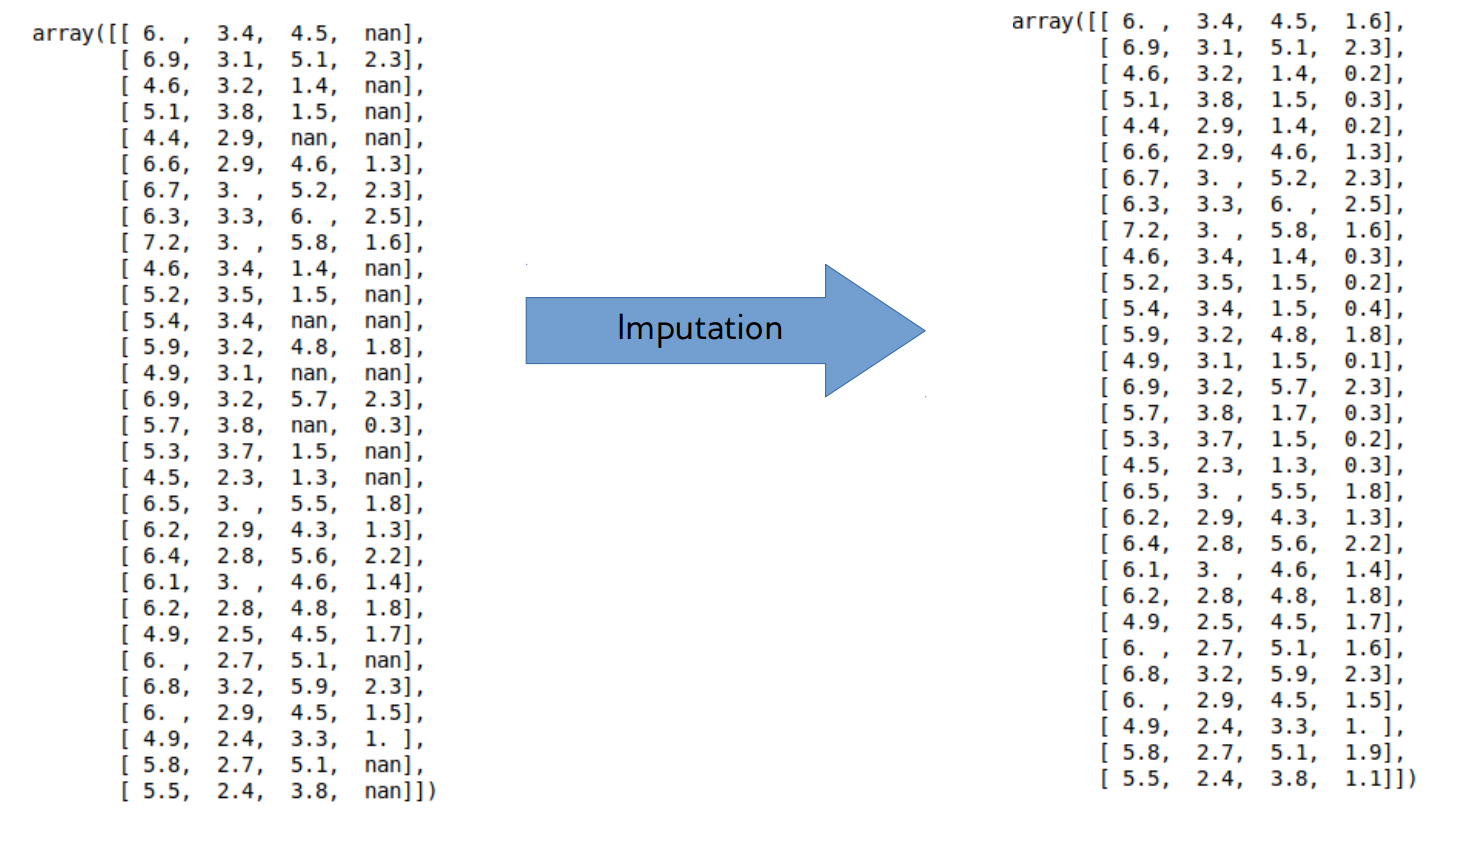 array([[ 6. , 3.4, 4.5, nan],
[ 6.9, 3.1, 5.1, 2.3],
[ 4.6, 3.2, 1.4, nan],
[ 5.1, 3.8, 1.5, nan],
[ 4.4, 2.9, nan, nan],
[ 6.6, 2.9, 4.6, 1.3],
[ 6.7, 3. , 5.2, 2.3],
[ 6.3, 3.3, 6. , 2.5],
[ 7.2, 3. , 5.8, 1.6],
[ 4.6, 3.4, 1.4, nan],
[ 5.2, 3.5, 1.5, nan],
[ 5.4, 3.4, nan, nan],
[ 5.9, 3.2, 4.8, 1.8],
[ 4.9, 3.1, nan, nan],
[ 6.9, 3.2, 5.7, 2.3],
[ 5.7, 3.8, nan, 0.3],
[ 5.3, 3.7, 1.5, nan],
[ 4.5, 2.3, 1.3, nan],
[ 6.5, 3. , 5.5, 1.8],
[ 6.2, 2.9, 4.3, 1.3],
[ 6.4, 2.8, 5.6, 2.2],
[ 6.1, 3. , 4.6, 1.4],
[ 6.2, 2.8, 4.8, 1.8],
[ 4.9, 2.5, 4.5, 1.7],
[ 6. , 2.7, 5.1, nan],
[ 6.8, 3.2, 5.9, 2.3],
[ 6. , 2.9, 4.5, 1.5],
[ 4.9, 2.4, 3.3, 1. ],
[ 5.8, 2.7, 5.1, nan],
[ 5.5, 2.4, 3.8, nan]])
Imputation
array([[ 6. , 3.4, 4.5, 1.6],
[ 6.9, 3.1, 5.1, 2.3],
[ 4.6, 3.2, 1.4, 0.2],
[ 5.1, 3.8, 1.5, 0.3],
[ 4.4, 2.9, 1.4, 0.2],
[ 6.6, 2.9, 4.6, 1.3],
[ 6.7, 3. , 5.2, 2.3],
[ 6.3, 3.3, 6. , 2.5],
[ 7.2, 3. , 5.8, 1.6],
[ 4.6, 3.4, 1.4, 0.3],
[ 5.2, 3.5, 1.5, 0.2],
[ 5.4, 3.4, 1.5, 0.4],
[ 5.9, 3.2, 4.8, 1.8],
[ 4.9, 3.1, 1.5, 0.1],
[ 6.9, 3.2, 5.7, 2.3],
[ 5.7, 3.8, 1.7, 0.3],
[ 5.3, 3.7, 1.5, 0.2],
[ 4.5, 2.3, 1.3, 0.3],
[ 6.5, 3. , 5.5, 1.8],
[ 6.2, 2.9, 4.3, 1.3],
[ 6.4, 2.8, 5.6, 2.2],
[ 6.1, 3. , 4.6, 1.4],
[ 6.2, 2.8, 4.8, 1.8],
[ 4.9, 2.5, 4.5, 1.7],
[ 6. , 2.7, 5.1, 1.6],
[ 6.8, 3.2, 5.9, 2.3],
[ 6. , 2.9, 4.5, 1.5],
[ 4.9, 2.4, 3.3, 1. ],
[ 5.8, 2.7, 5.1, 1.9],
[ 5.5, 2.4, 3.8, 1.1]])